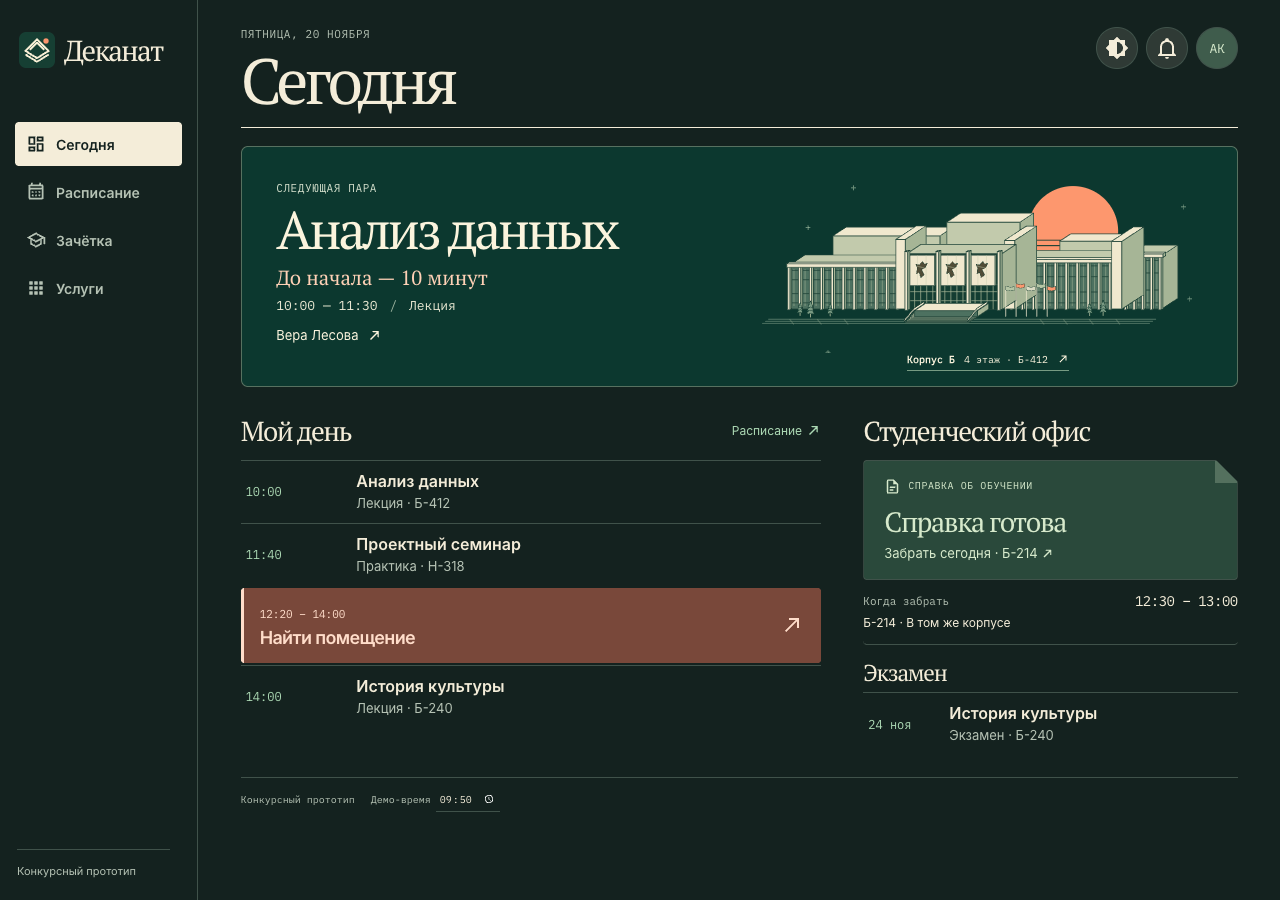 Деканат
Сегодня
Расписание
Зачётка
Услуги
Конкурсный прототип
ПЯТНИЦА, 20 НОЯБРЯ
Сегодня
АК
СЛЕДУЮЩАЯ ПАРА
Анализ данных
До начала — 10 минут
10:00 – 11:30 / Лекция
Вера Лесова
Корпус Б 4 этаж · Б-412
Мой день
Расписание
10:00
Анализ данных
Лекция · Б-412
11:40
Проектный семинар
Практика · Н-318
12:20 – 14:00
Найти помещение
14:00
История культуры
Лекция · Б-240
Студенческий офис
СПРАВКА ОБ ОБУЧЕНИИ
Справка готова
Забрать сегодня · Б-214
Когда забрать 12:30 – 13:00
Б-214 · В том же корпусе
Экзамен
24 ноя
История культуры
Экзамен · Б-240
Конкурсный прототип Демо-время 09:50